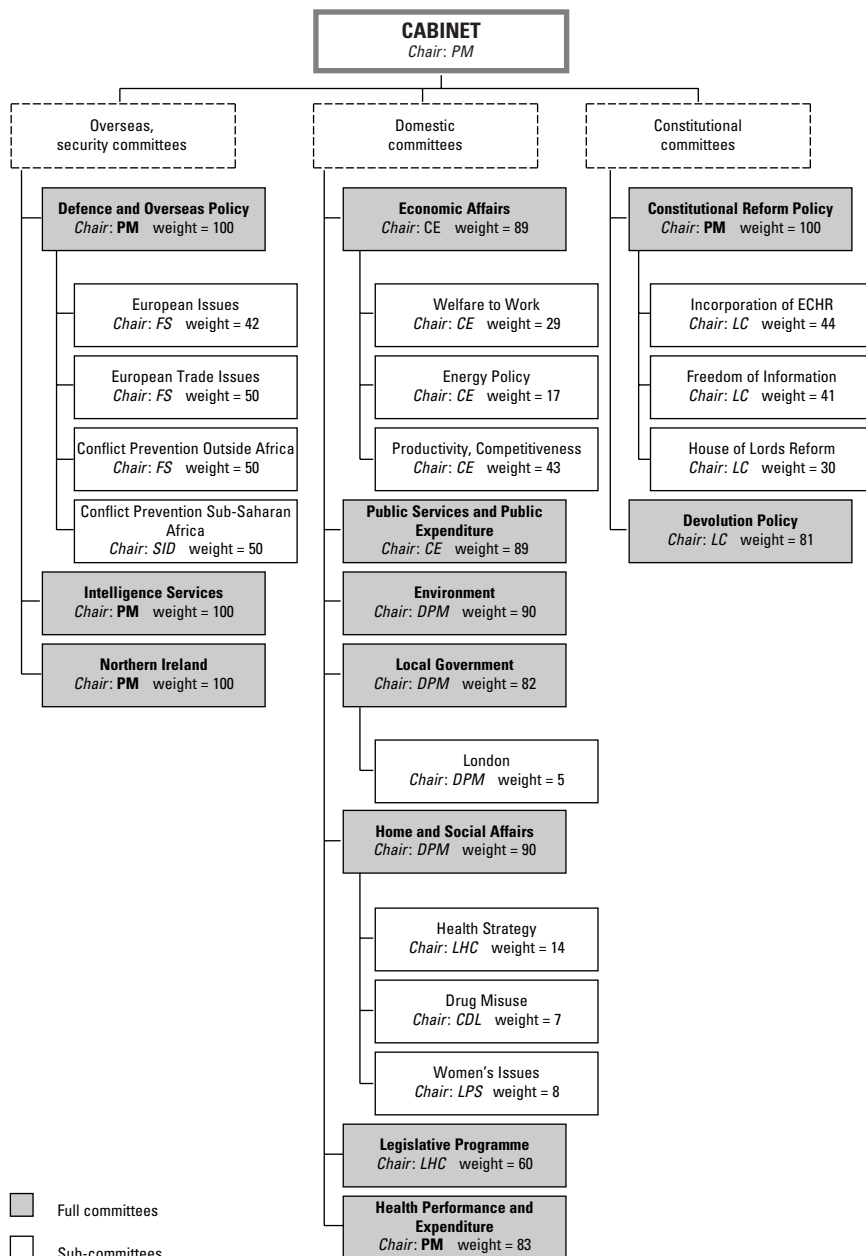 CABINET
Chair: PM
Overseas,
security committees
Domestic
committees
Constitutional
committees
Defence and Overseas Policy
Chair: PM weight = 100
European Issues
Chair: FS weight = 42
European Trade Issues
Chair: FS weight = 50
Conflict Prevention Outside Africa
Chair: FS weight = 50
Conflict Prevention Sub-Saharan
Africa
Chair: SID weight = 50
Intelligence Services
Chair: PM weight = 100
Northern Ireland
Chair: PM weight = 100
Economic Affairs
Chair: CE weight = 89
Welfare to Work
Chair: CE weight = 29
Energy Policy
Chair: CE weight = 17
Productivity, Competitiveness
Chair: CE weight = 43
Public Services and Public
Expenditure
Chair: CE weight = 89
Environment
Chair: DPM weight = 90
Local Government
Chair: DPM weight = 82
London
Chair: DPM weight = 5
Home and Social Affairs
Chair: DPM weight = 90
Health Strategy
Chair: LHC weight = 14
Drug Misuse
Chair: CDL weight = 7
Women's Issues
Chair: LPS weight = 8
Legislative Programme
Chair: LHC weight = 60
Health Performance and
Expenditure
Chair: PM weight = 83
Constitutional Reform Policy
Chair: PM weight = 100
Incorporation of ECHR
Chair: LC weight = 44
Freedom of Information
Chair: LC weight = 41
House of Lords Reform
Chair: LC weight = 30
Devolution Policy
Chair: LC weight = 81
Full committees
Sub-committees